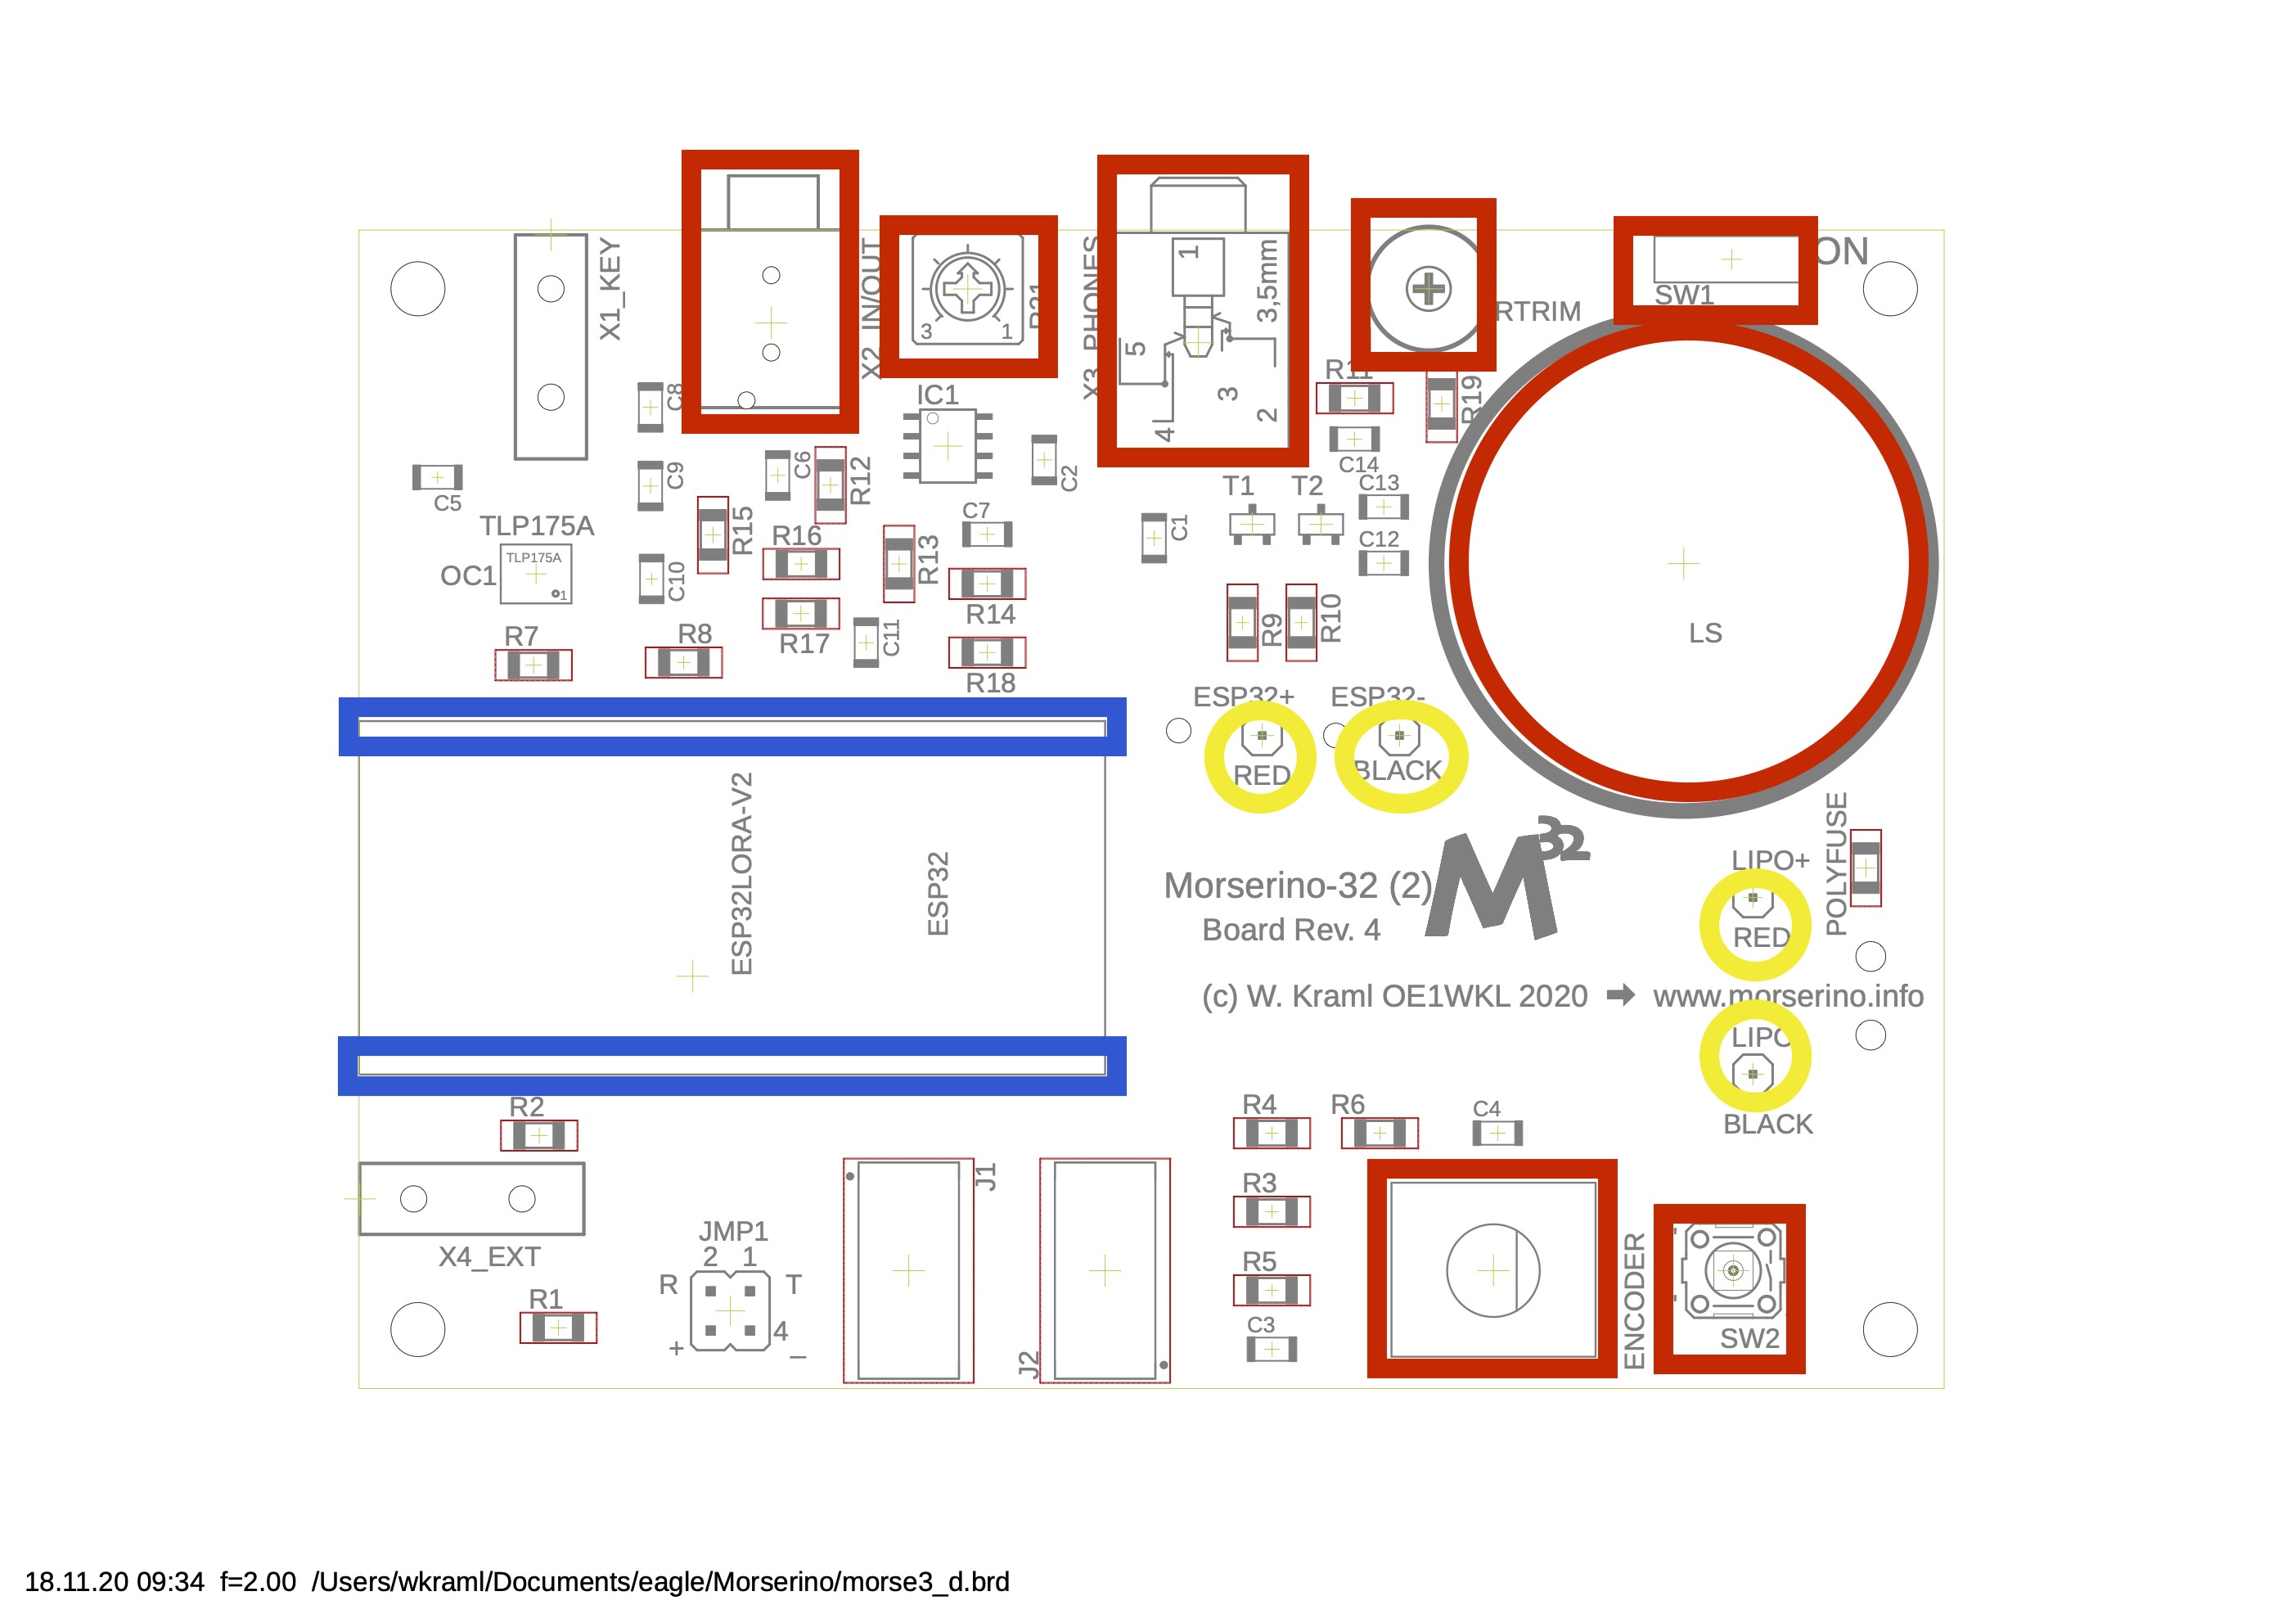 ON
X1_KEY
X2_IN/OUT
3
1
R21
X3_PHONES
1
3,5mm
5
3
2
4
RTRIM
SW1
R11
R19
C8
IC1
C14
C6
R12
C2
C9
C5
T1
T2
C13
C7
C1
TLP175A
R15
R16
C12
TLP175A
OC1
1
R13
C10
R14
R9
R10
R7
R8
R17
C11
LS
R18
ESP32+
ESP32-
RED
BLACK
ESP32LORA-V2
ESP32
M32
Morserino-32 (2)
Board Rev. 4
POLYFUSE
LIPO+
RED
(c) W. Kraml OE1WKL 2020
www.morserino.info
LIPO
BLACK
R2
R4
R6
C4
J1
R3
X4_EXT
JMP1
2 1
R
T
R5
ENCODER
R1
+
4
_
J2
C3
SW2
18.11.20 09:34 f=2.00 /Users/wkraml/Documents/eagle/Morserino/morse3_d.brd